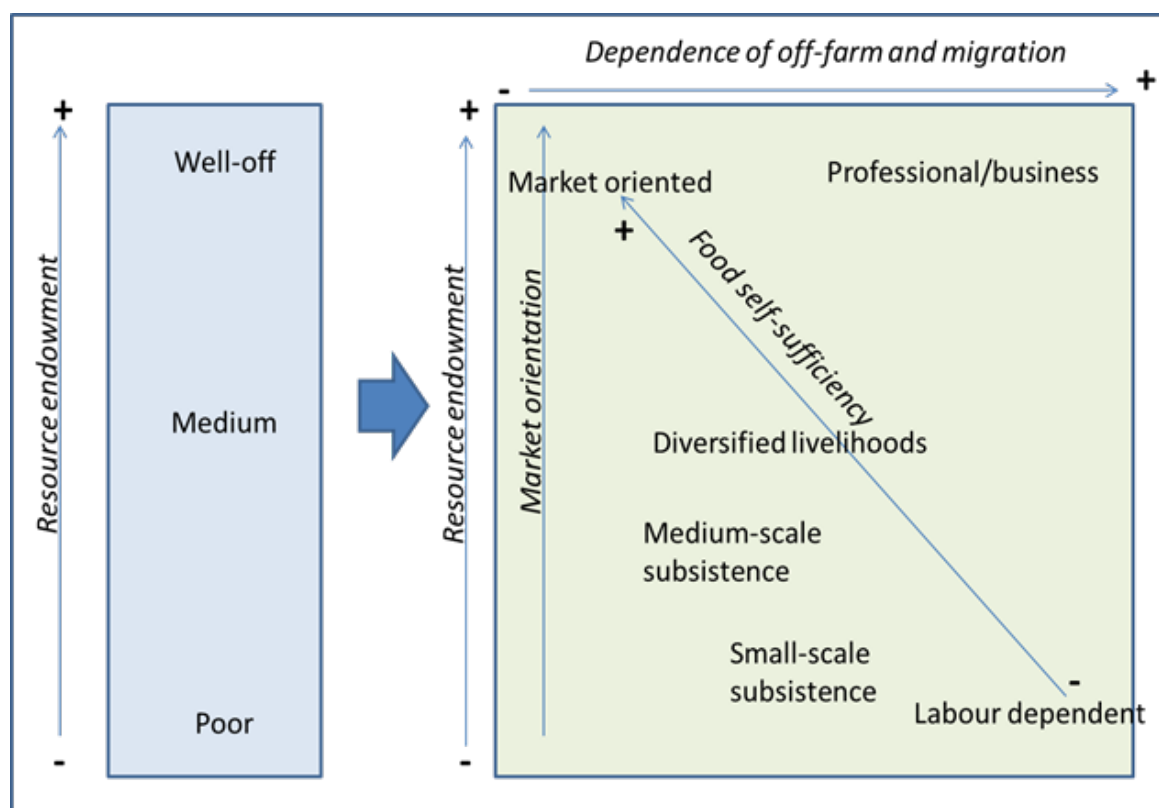 Dependence of off-farm and migration
- +
+
Resource endowment
-
Well-off
Medium
Poor
+
Resource endowment
-
Market orientation
Market oriented
Professional/business
+
Food self-sufficiency
-
Diversified livelihoods
Medium-scale
subsistence
Small-scale
subsistence
Labour dependent